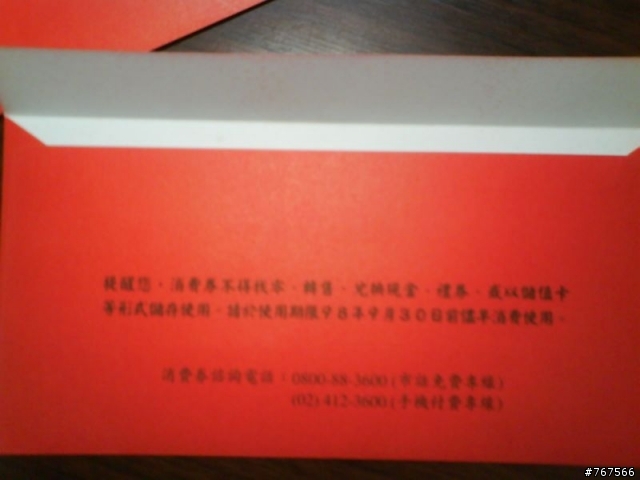 提醒您，消費券不得找零、轉售、兌換現金、禮券，或以儲值卡
等形式儲存使用，請於使用期限98年9月30日前儘早消費使用。
消費券諮詢電話：0800-88-3600 (市話免費專線)
(02) 412-3600 (手機付費專線)
#767566